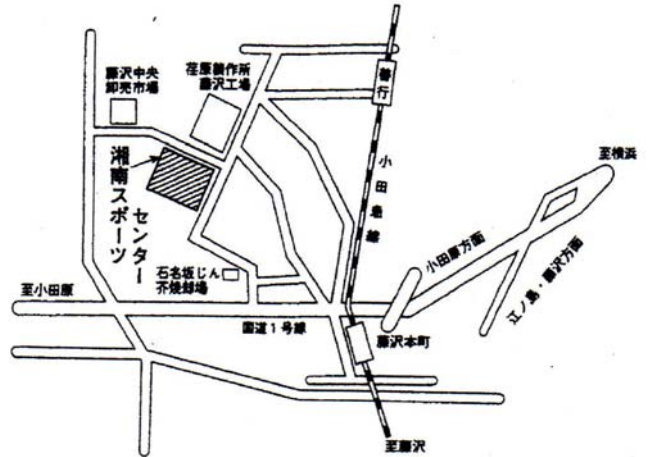 藤沢中央
卸売市場
荏原製作所
藤沢工場
善行
小田急線
至横浜
湘南スポーツ
センター
小田原方面
江ノ島・藤沢方面
石名坂じん
芥焼却場
至小田原
国道1号線
藤沢本町
至藤沢